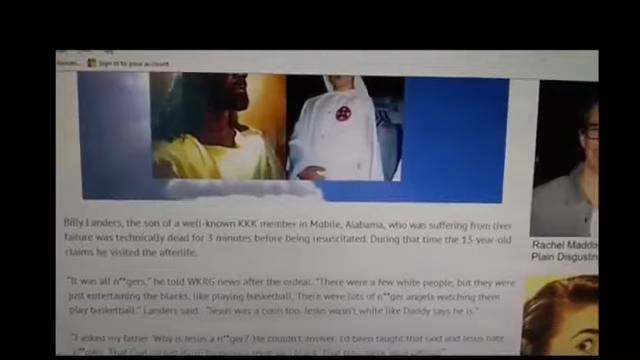 Sign in to your account
Billy Landers, the son of a well-known KKK member in Mobile, Alabama, who was suffering from liver
failure was technically dead for 3 minutes before being resuscitated. During that time the 15 year-old
claims he visited the afterlife.
"It was all n**gers," he told WKRG news after the ordeal. "There were a few white people, but they were
just entertaining the blacks, like playing basketball. There were lots of n**ger angels watching them
play basketball," Landers said. "Jesus was a coon too. Jesus wasn't white like Daddy says he is."
"I asked my father 'Why is Jesus a n**ger?' He couldn't answer. I'd been taught that God and Jesus hate
Rachel Maddo
Plain Disgustin